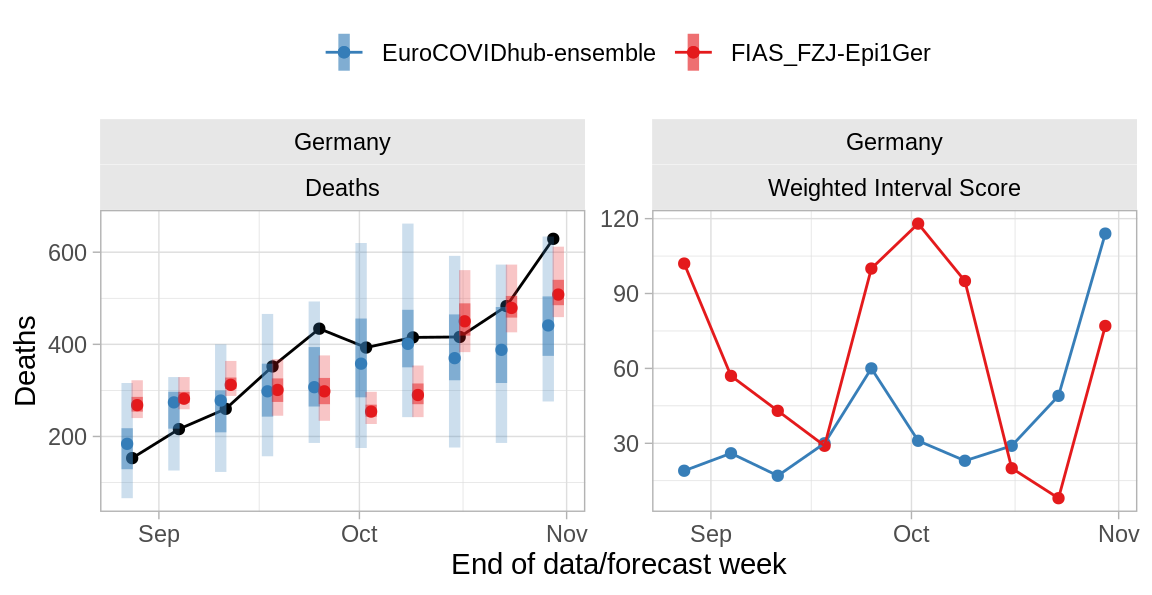 EuroCOVIDhub-ensemble FIAS_FZJ-Epi1Ger
Germany
Deaths
Germany
Weighted Interval Score
Deaths
600
400
200
Sep Oct Nov
120
90
60
30
Sep Oct Nov
End of data/forecast week